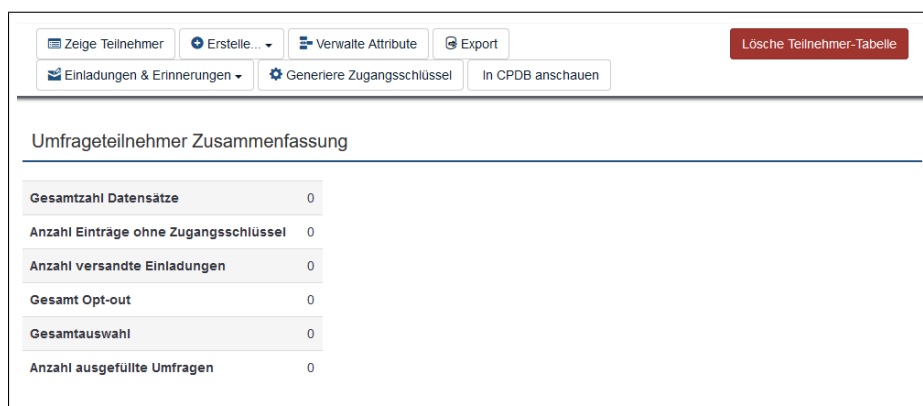 Zeige Teilnehmer Erstelle... Verwalte Attribute Export Lösche Teilnehmer-Tabelle
Einladungen & Erinnerungen Generiere Zugangsschlüssel In CPDB anschauen
Umfrageteilnehmer Zusammenfassung
Gesamtzahl Datensätze 0
Anzahl Einträge ohne Zugangsschlüssel 0
Anzahl versandte Einladungen 0
Gesamt Opt-out 0
Gesamtauswahl 0
Anzahl ausgefüllte Umfragen 0